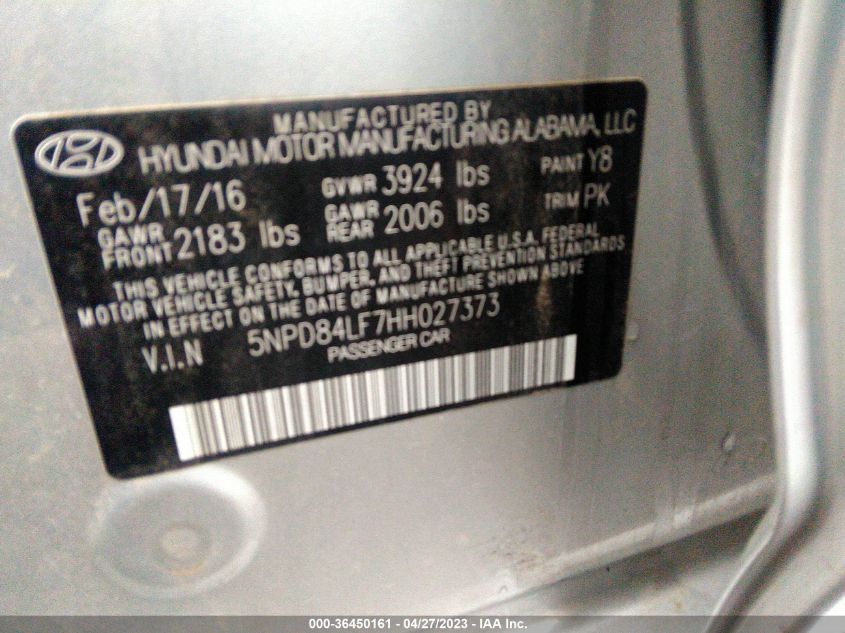 MANUFACTURED BY
HYUNDAI MOTOR MANUFACTURING ALABAMA, LLC
Feb/17/16 GVWR 3924 lbs PAINT Y8
GAWR FRONT 2183 lbs GAWR REAR 2006 lbs TRIM PK
THIS VEHICLE CONFORMS TO ALL APPLICABLE U.S.A. FEDERAL
MOTOR VEHICLE SAFETY, BUMPER, AND THEFT PREVENTION STANDARDS
IN EFFECT ON THE DATE OF MANUFACTURE SHOWN ABOVE
V.I.N 5NPD84LF7HH027373
PASSENGER CAR
000-36450161 - 04/27/2023 - IAA Inc.